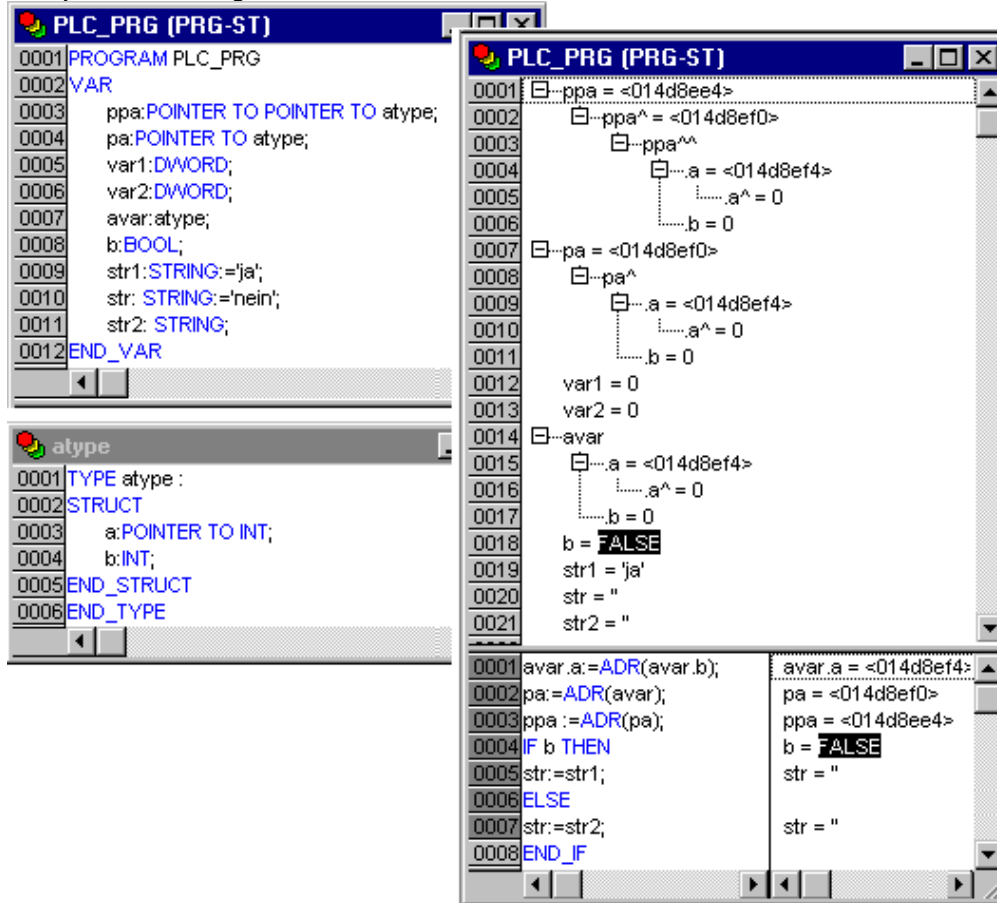 PLC_PRG (PRG-ST)
0001 PROGRAM PLC_PRG
0002 VAR
0003 ppa:POINTER TO POINTER TO atype;
0004 pa:POINTER TO atype;
0005 var1:DWORD;
0006 var2:DWORD;
0007 avar:atype;
0008 b:BOOL;
0009 str1:STRING:='ja';
0010 str: STRING:='nein';
0011 str2: STRING;
0012 END_VAR
atype
0001 TYPE atype :
0002 STRUCT
0003 a:POINTER TO INT;
0004 b:INT;
0005 END_STRUCT
0006 END_TYPE
PLC_PRG (PRG-ST)
0001 ppa = <014d8ee4>
0002 ppa^ = <014d8ef0>
0003 ppa^^
0004 .a = <014d8ef4>
0005 .a^ = 0
0006 .b = 0
0007 pa = <014d8ef0>
0008 pa^
0009 .a = <014d8ef4>
0010 .a^ = 0
0011 .b = 0
0012 var1 = 0
0013 var2 = 0
0014 avar
0015 .a = <014d8ef4>
0016 .a^ = 0
0017 .b = 0
0018 b = FALSE
0019 str1 = 'ja'
0020 str = ''
0021 str2 = ''
0001 avar.a:=ADR(avar.b); avar.a = <014d8ef4>
0002 pa:=ADR(avar); pa = <014d8ef0>
0003 ppa :=ADR(pa); ppa = <014d8ee4>
0004 IF b THEN b = FALSE
0005 str:=str1; str = ''
0006 ELSE
0007 str:=str2; str = ''
0008 END_IF